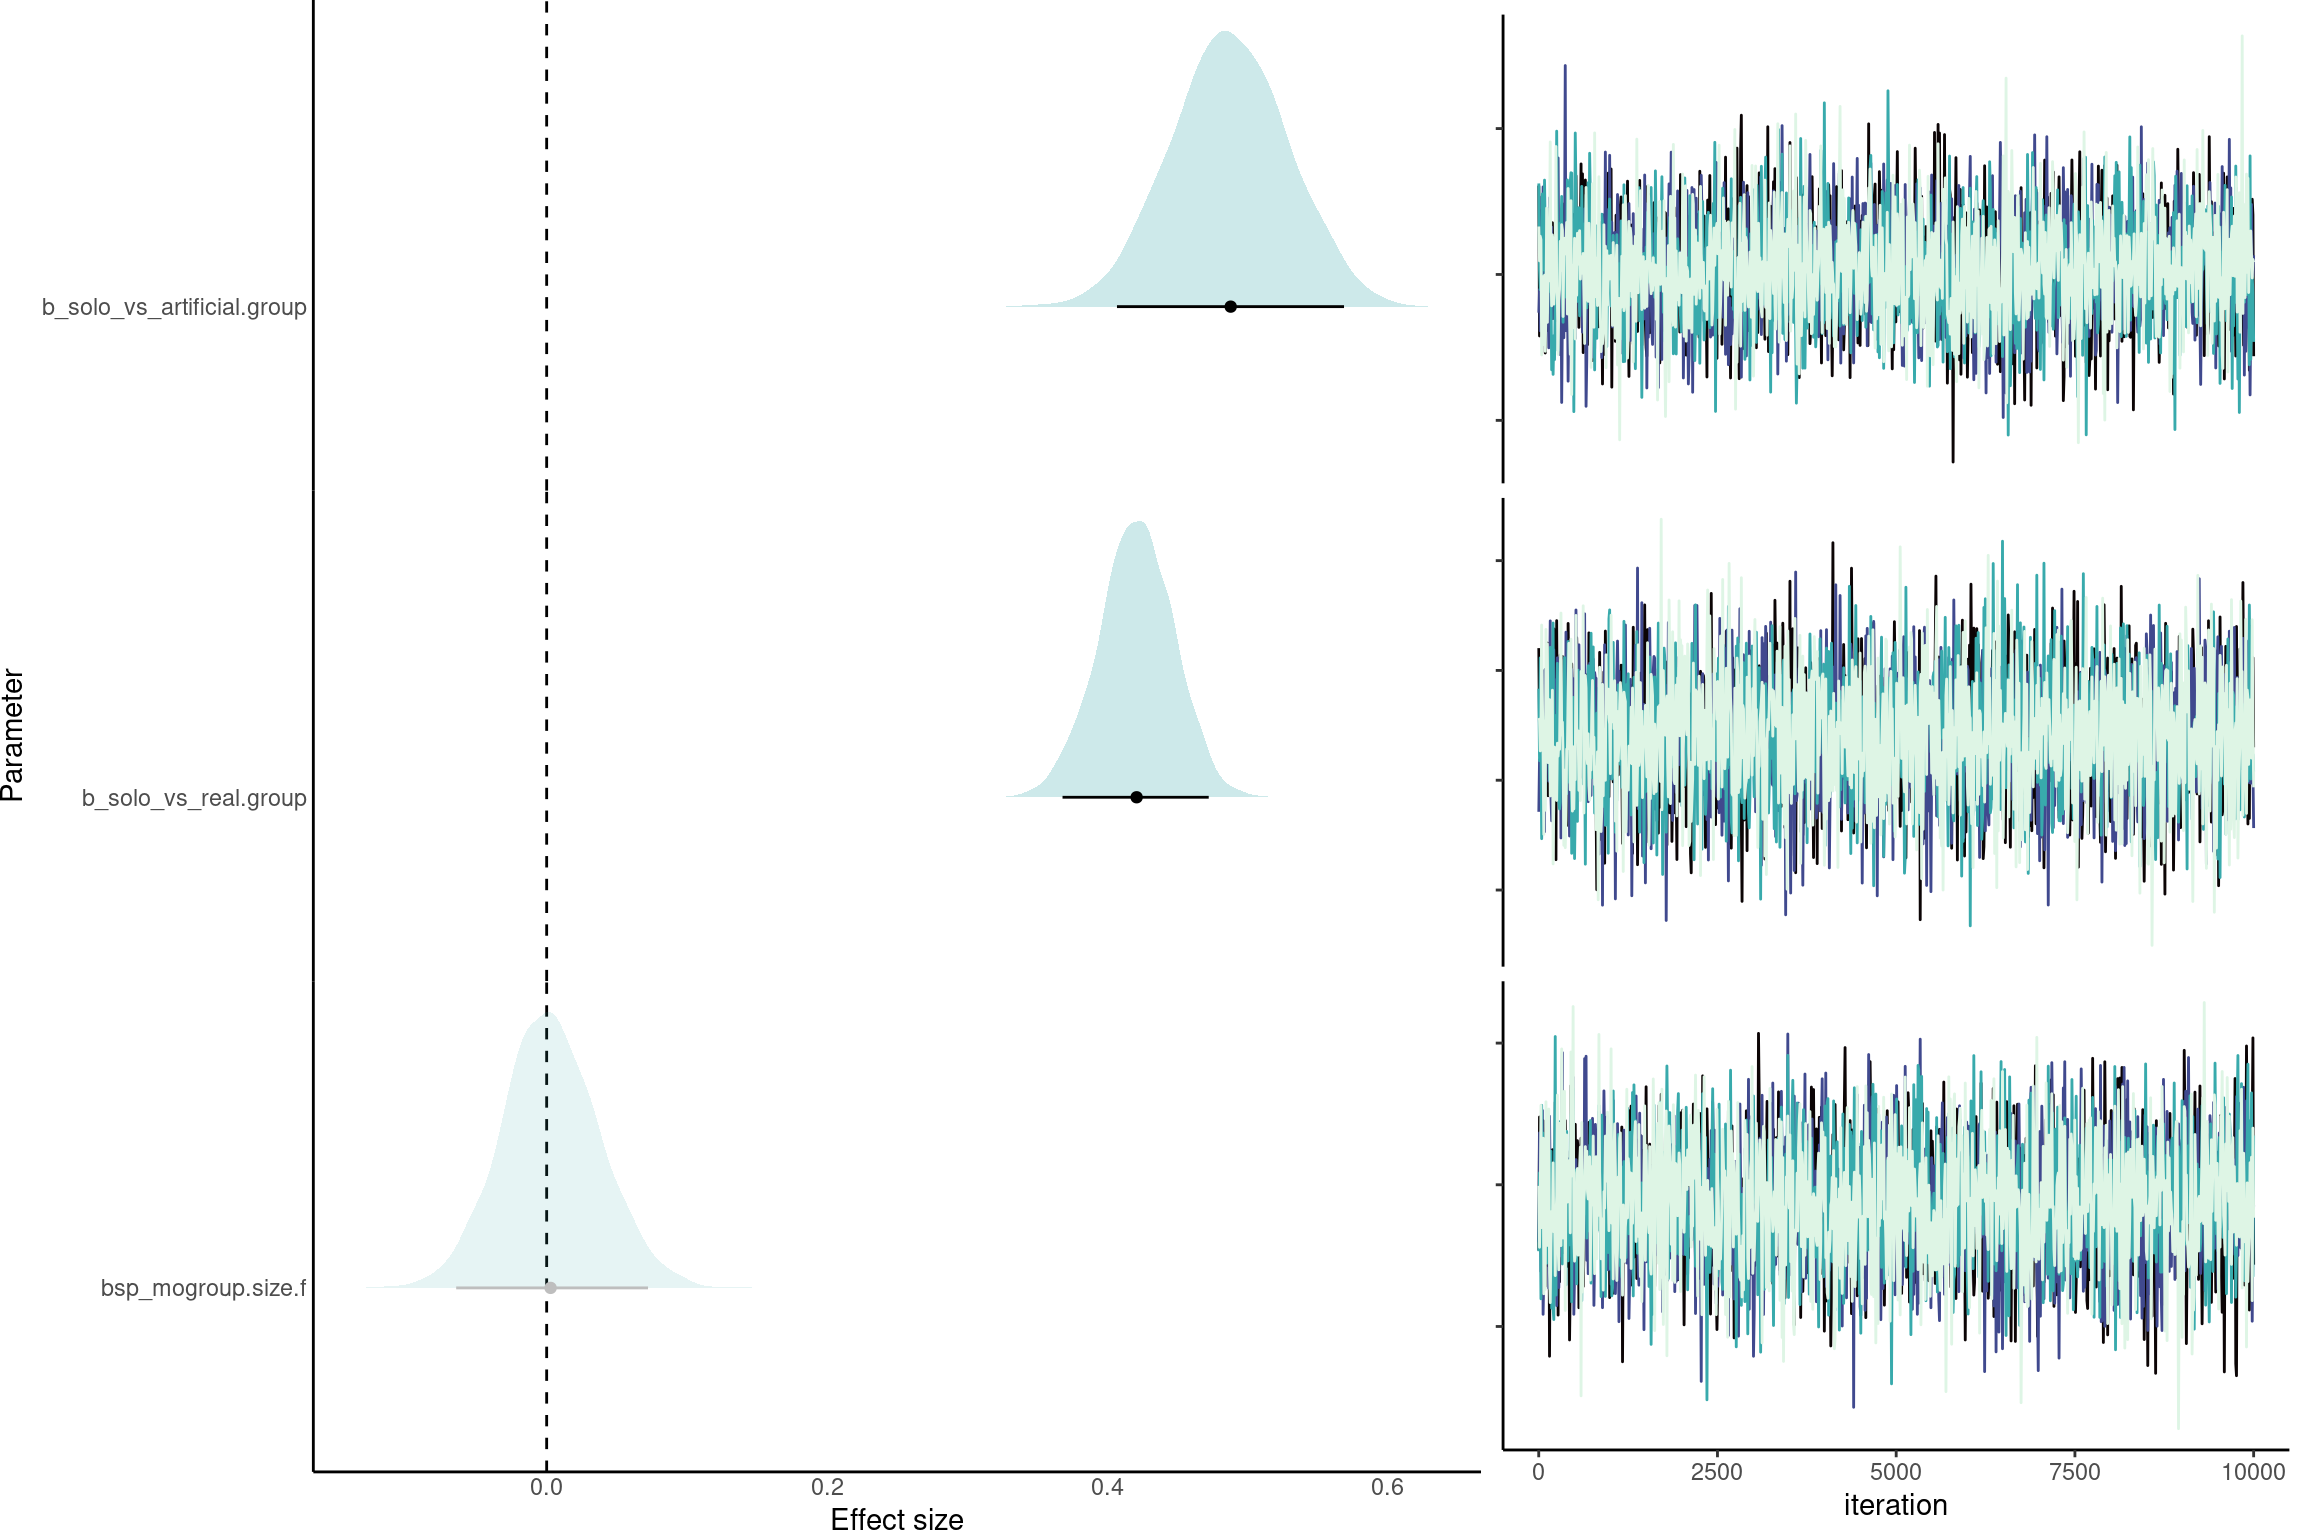 Parameter
b_solo_vs_artificial.group
b_solo_vs_real.group
bsp_mogroup.size.f
0.0 0.2 0.4 0.6
Effect size
0 2500 5000 7500 10000
iteration